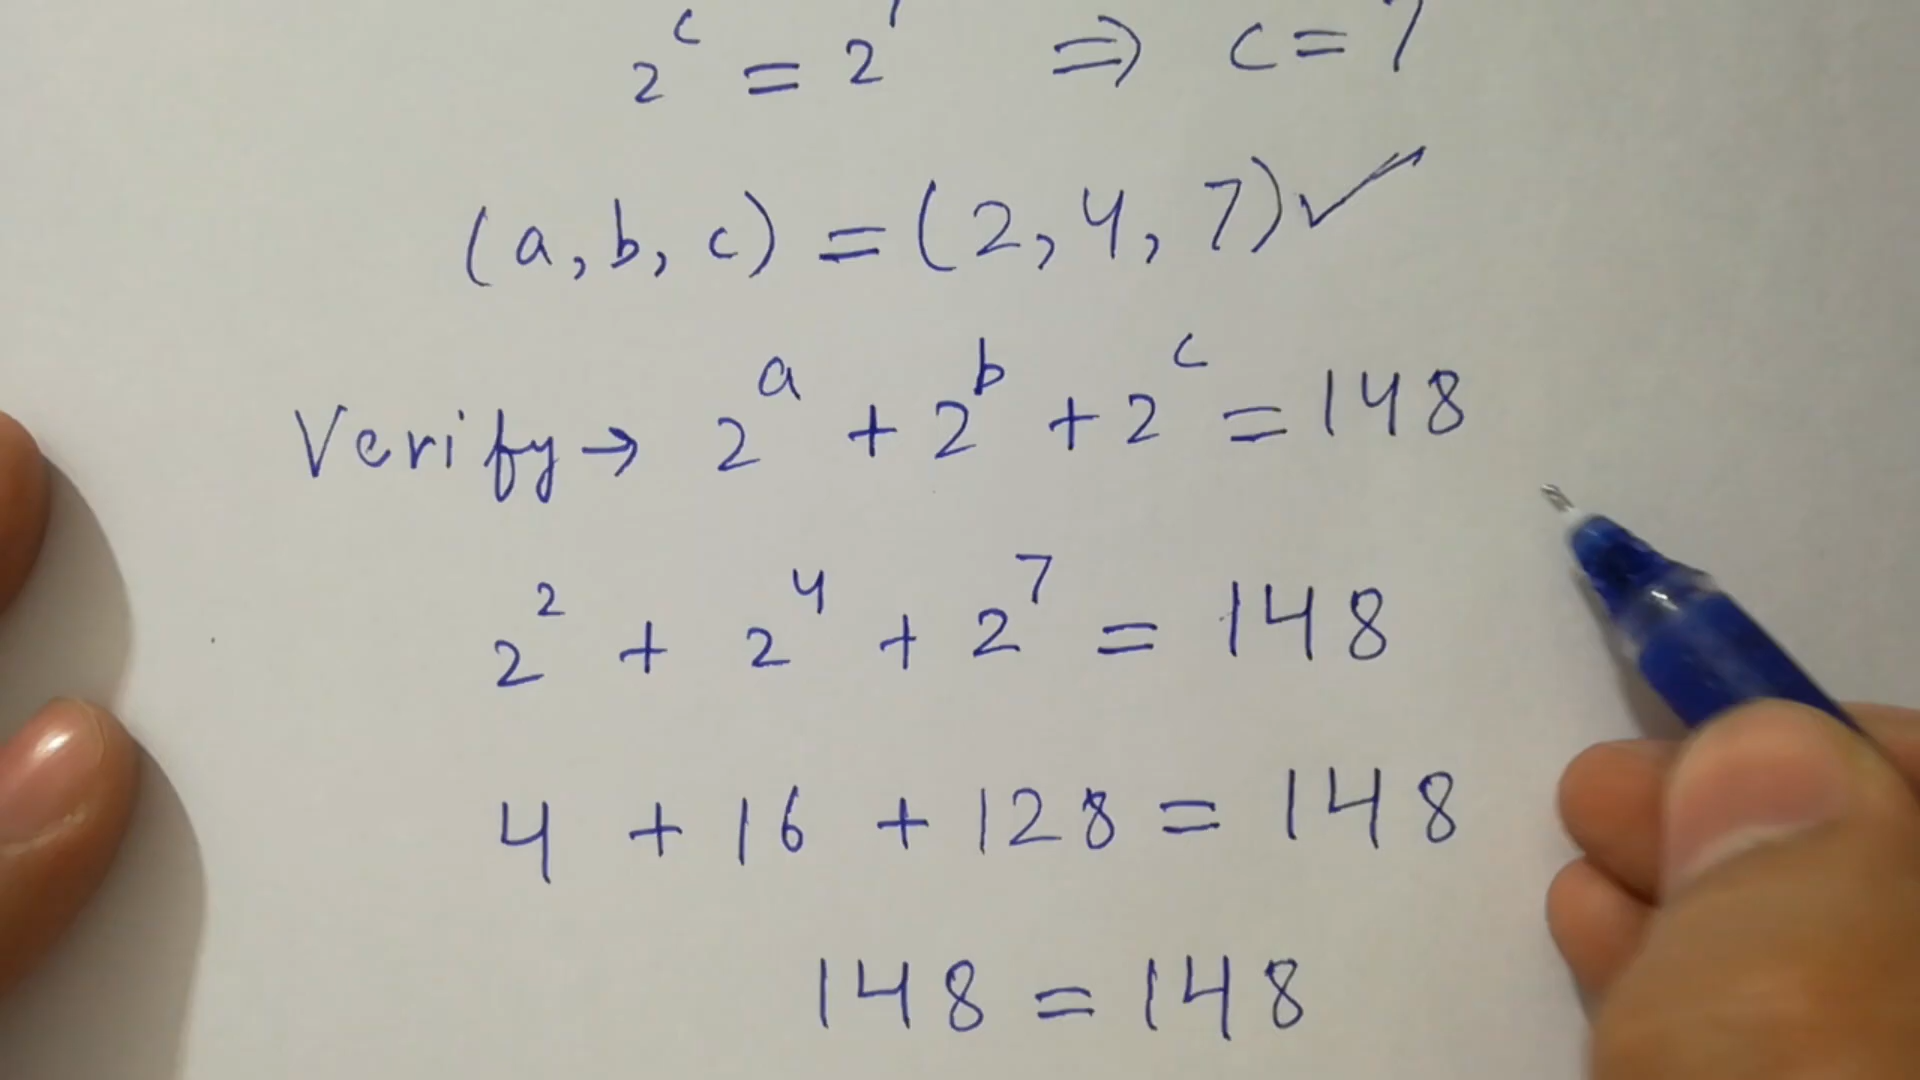 2^c = 2^7 ⇒ c = 7
(a, b, c) = (2, 4, 7) ✓
Verify → 2^a + 2^b + 2^c = 148
2^2 + 2^4 + 2^7 = 148
4 + 16 + 128 = 148
148 = 148